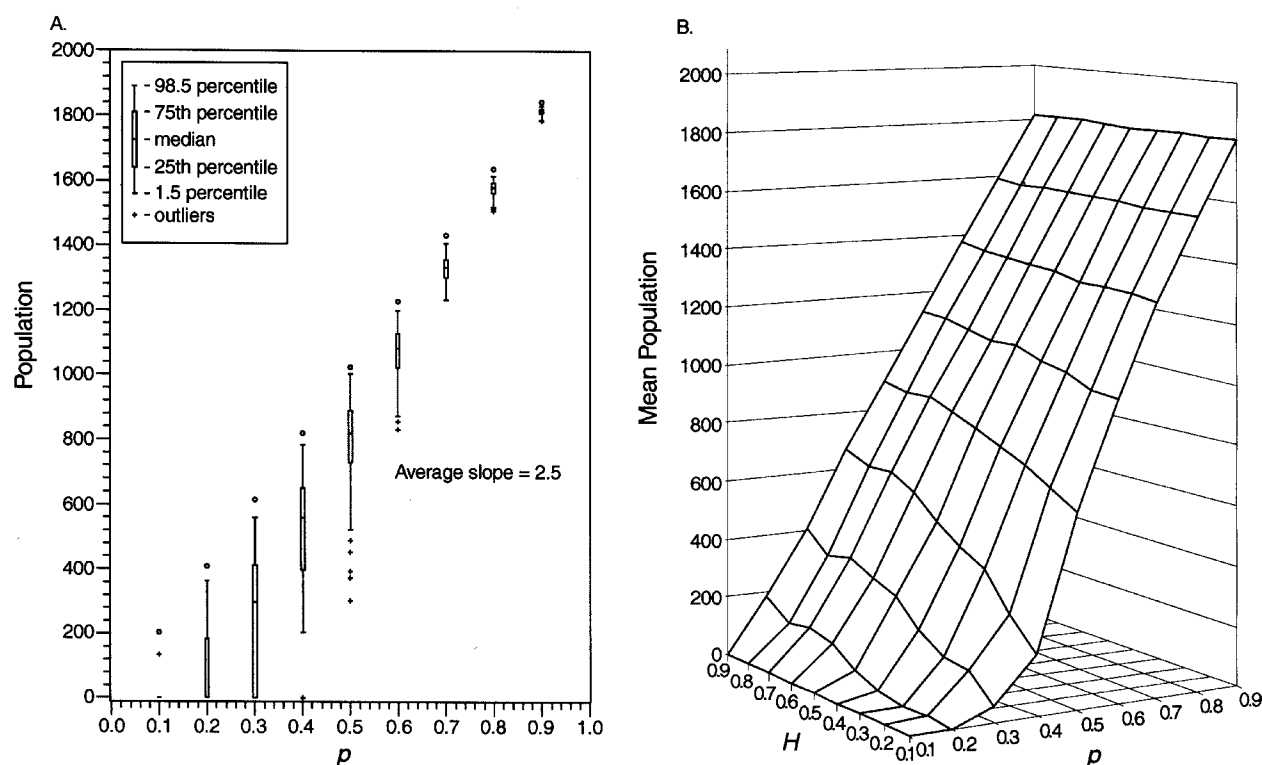 A.
2000
1800
1600
1400
1200
1000
800
600
400
200
0
Population
98.5 percentile
75th percentile
median
25th percentile
1.5 percentile
outliers
Average slope = 2.5
0.0 0.1 0.2 0.3 0.4 0.5 0.6 0.7 0.8 0.9 1.0
p
B.
2000
1800
1600
1400
1200
1000
800
600
400
200
0
Mean Population
0.9 0.8 0.7 0.6 0.5 0.4 0.3 0.2 0.1
H
0.1 0.2 0.3 0.4 0.5 0.6 0.7 0.8 0.9
p